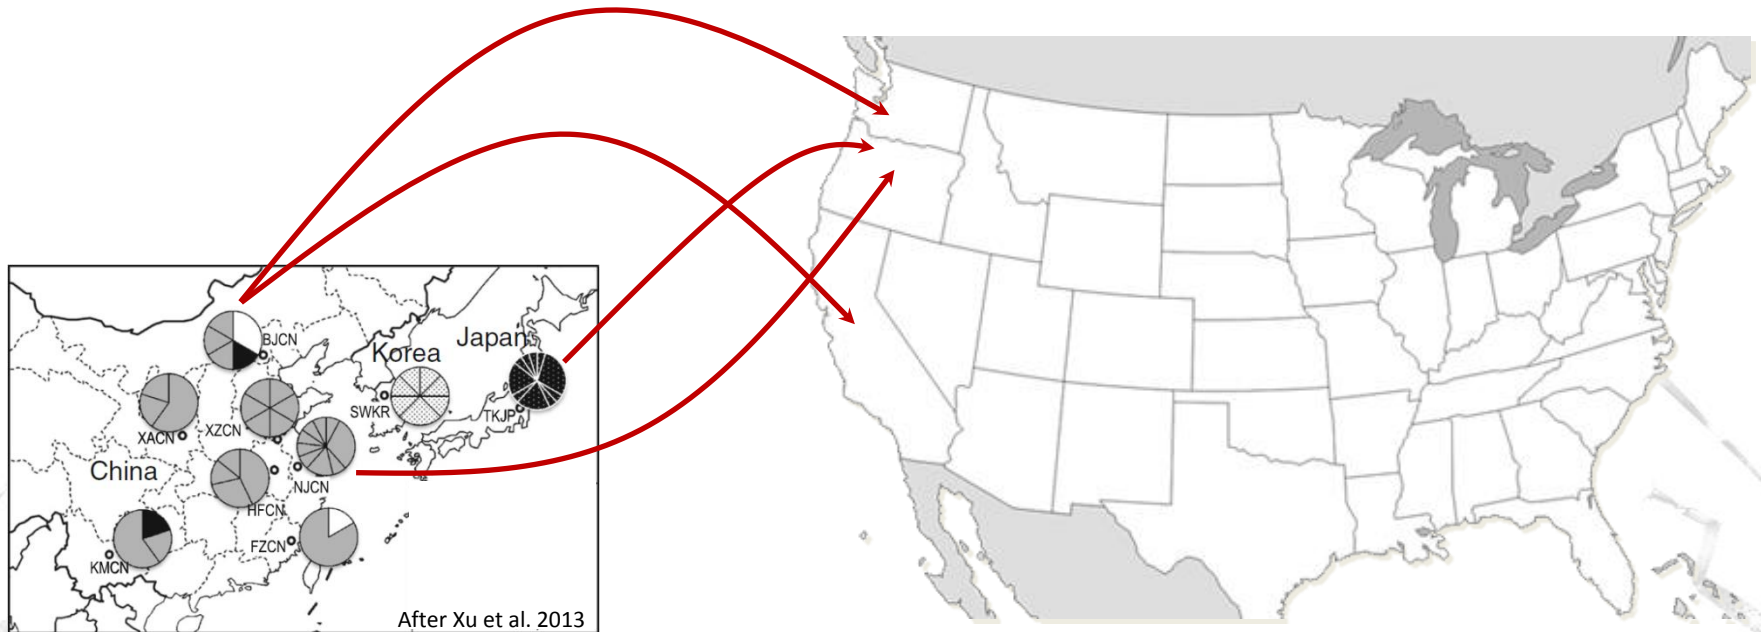 BJCN
Korea
Japan
SWKR
TKJP
XACN
XZCN
China
NJCN
HFCN
FZCN
KMCN
After Xu et al. 2013